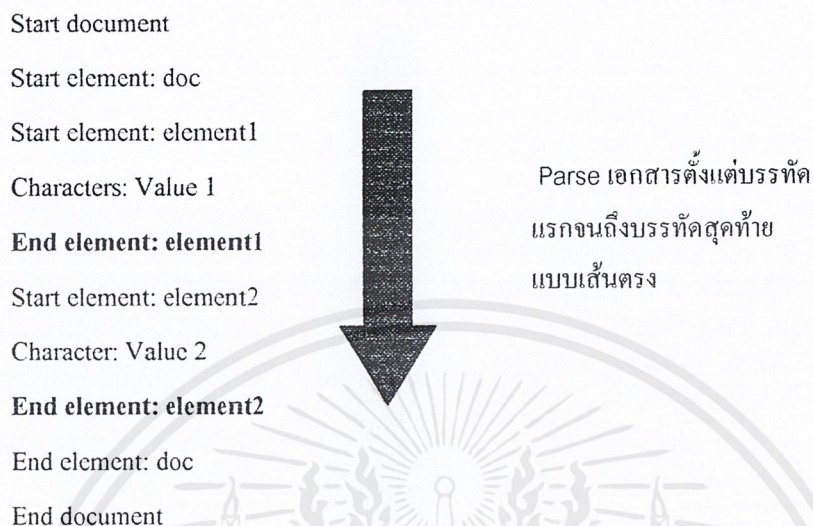 Start document
Start element: doc
Start element: element1
Characters: Value 1
End element: element1
Start element: element2
Character: Value 2
End element: element2
End element: doc
End document
Parse เอกสารตั้งแต่บรรทัด
แรกจนถึงบรรทัดสุดท้าย
แบบเส้นตรง